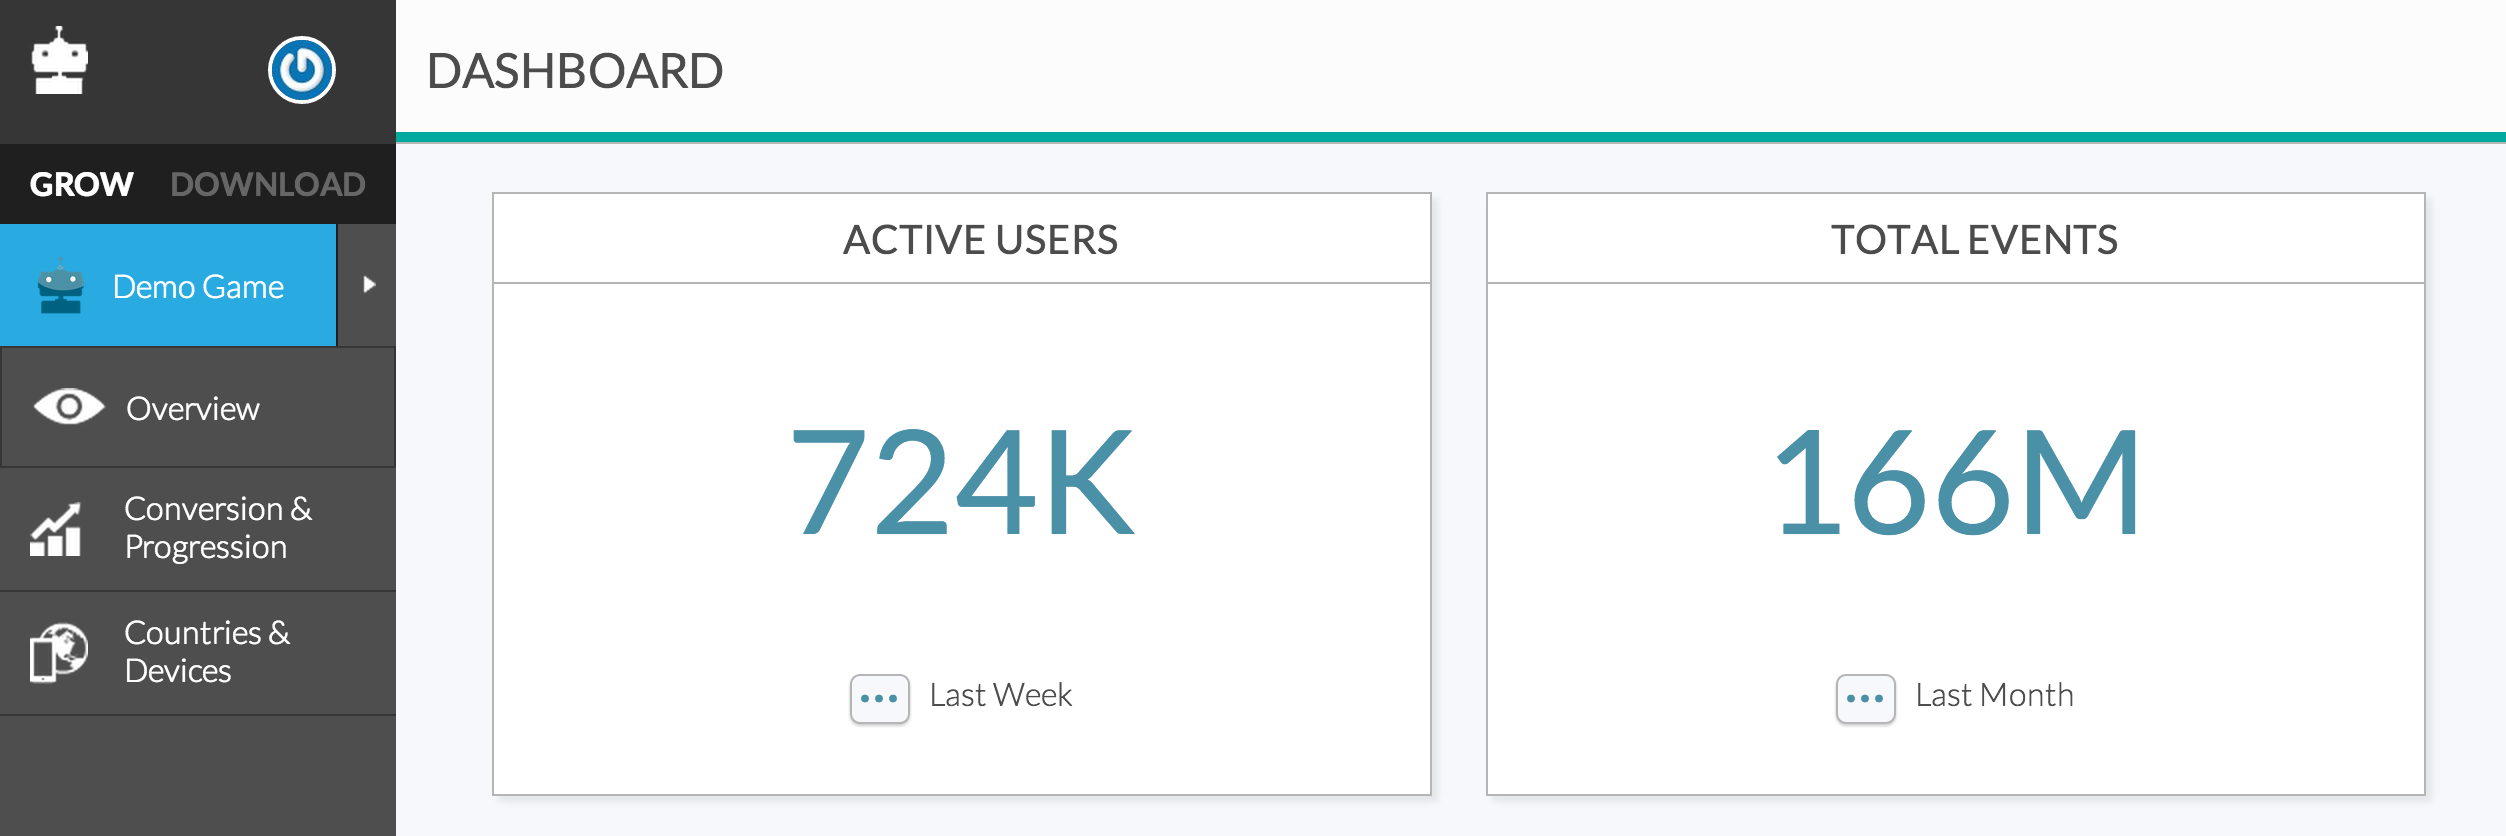 DASHBOARD
GROW DOWNLOAD
Demo Game
Overview
Conversion &
Progression
Countries &
Devices
ACTIVE USERS
724K
Last Week
TOTAL EVENTS
166M
Last Month